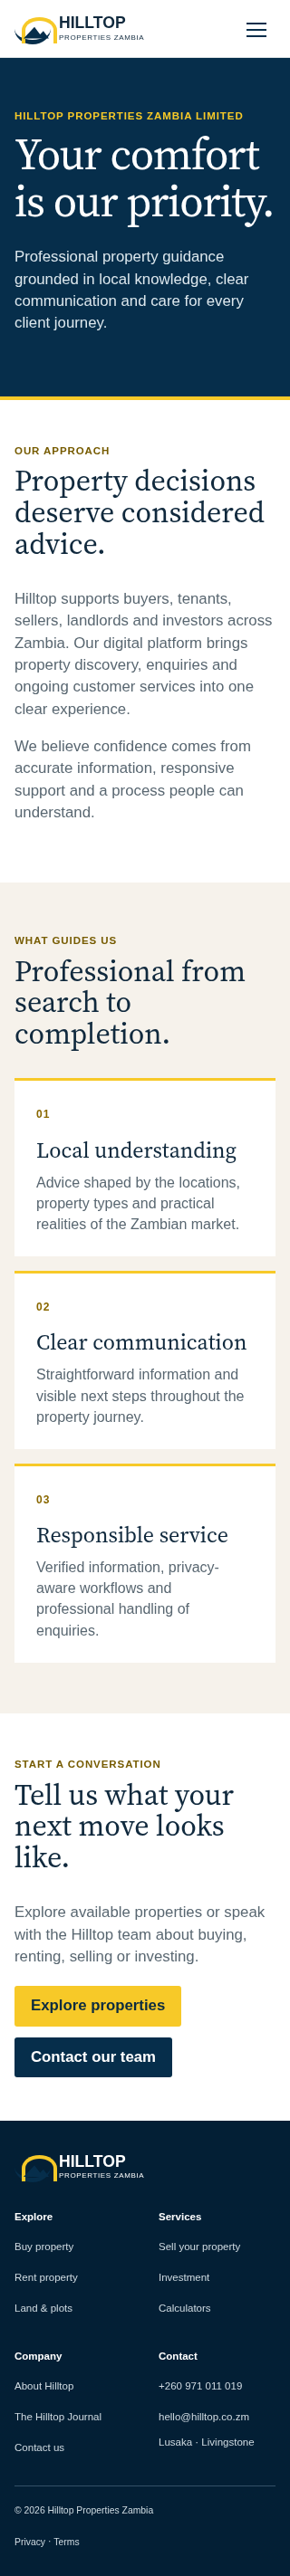 HILLTOP
PROPERTIES ZAMBIA
HILLTOP PROPERTIES ZAMBIA LIMITED
Your comfort
is our priority.
Professional property guidance
grounded in local knowledge, clear
communication and care for every
client journey.
OUR APPROACH
Property decisions
deserve considered
advice.
Hilltop supports buyers, tenants,
sellers, landlords and investors across
Zambia. Our digital platform brings
property discovery, enquiries and
ongoing customer services into one
clear experience.
We believe confidence comes from
accurate information, responsive
support and a process people can
understand.
WHAT GUIDES US
Professional from
search to
completion.
01
Local understanding
Advice shaped by the locations,
property types and practical
realities of the Zambian market.
02
Clear communication
Straightforward information and
visible next steps throughout the
property journey.
03
Responsible service
Verified information, privacy-
aware workflows and
professional handling of
enquiries.
START A CONVERSATION
Tell us what your
next move looks
like.
Explore available properties or speak
with the Hilltop team about buying,
renting, selling or investing.
Explore properties
Contact our team
HILLTOP
PROPERTIES ZAMBIA
Explore
Buy property
Rent property
Land & plots
Services
Sell your property
Investment
Calculators
Company
About Hilltop
The Hilltop Journal
Contact us
Contact
+260 971 011 019
hello@hilltop.co.zm
Lusaka · Livingstone
© 2026 Hilltop Properties Zambia
Privacy · Terms